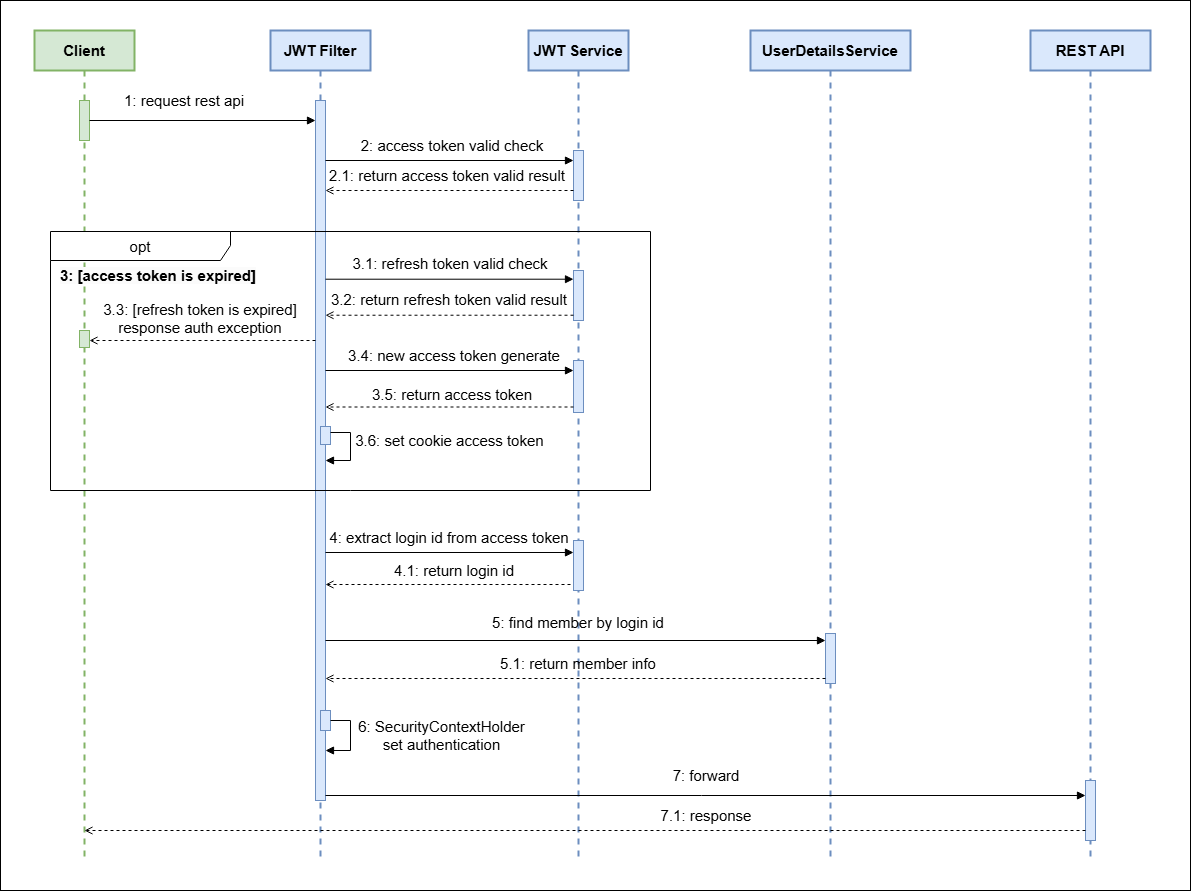 Client
JWT Filter
JWT Service
UserDetailsService
REST API
1: request rest api
2: access token valid check
2.1: return access token valid result
opt
3: [access token is expired]
3.1: refresh token valid check
3.2: return refresh token valid result
3.3: [refresh token is expired]
response auth exception
3.4: new access token generate
3.5: return access token
3.6: set cookie access token
4: extract login id from access token
4.1: return login id
5: find member by login id
5.1: return member info
6: SecurityContextHolder
set authentication
7: forward
7.1: response